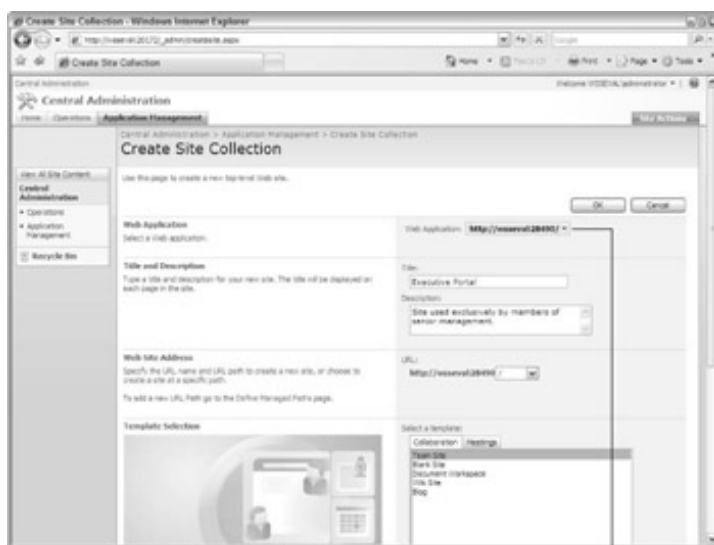 Create Site Collection - Windows Internet Explorer
Google
Create Site Collection
Home
Print
Page
Tools
Central Administration
Central Administration
Home Operations Application Management
Site Actions
Central Administration > Application Management > Create Site Collection
Create Site Collection
View All Site Content
Central Administration
Operations
Application Management
Recycle Bin
Use this page to create a new top-level Web site.
OK Cancel
Web Application
Select a Web application.
Web Application:
Title and Description
Type a title and description for your new site. The title will be displayed on
each page in the site.
Title:
Executive Portal
Description:
Site used exclusively by members of
senior management.
Web Site Address
Specify the URL name and URL path to create a new site, or choose to
create a site at a specific path.
To add a new URL Path go to the Define Managed Paths page.
URL:
/
Template Selection
Select a template:
Collaboration Meetings
Team Site
Blank Site
Document Workspace
Wiki Site
Blog